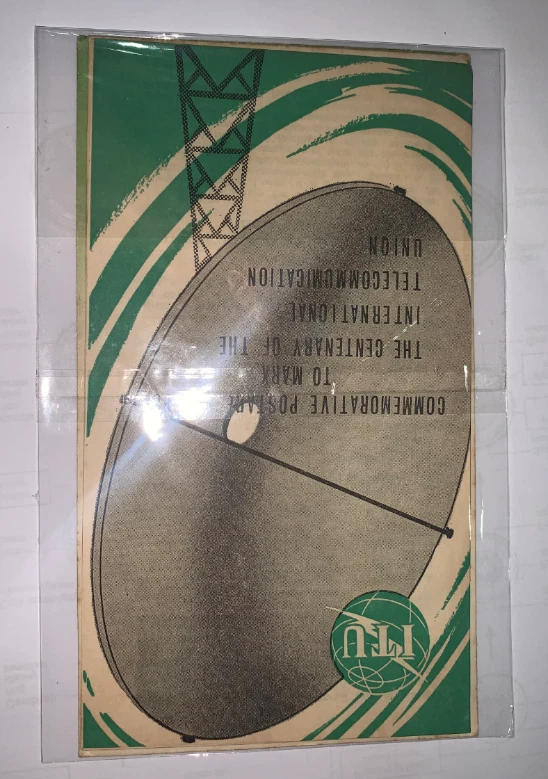 ITU
COMMEMORATIVE POSTAGE
TO MARK
THE CENTENARY OF THE
INTERNATIONAL
TELECOMMUNICATION
UNION